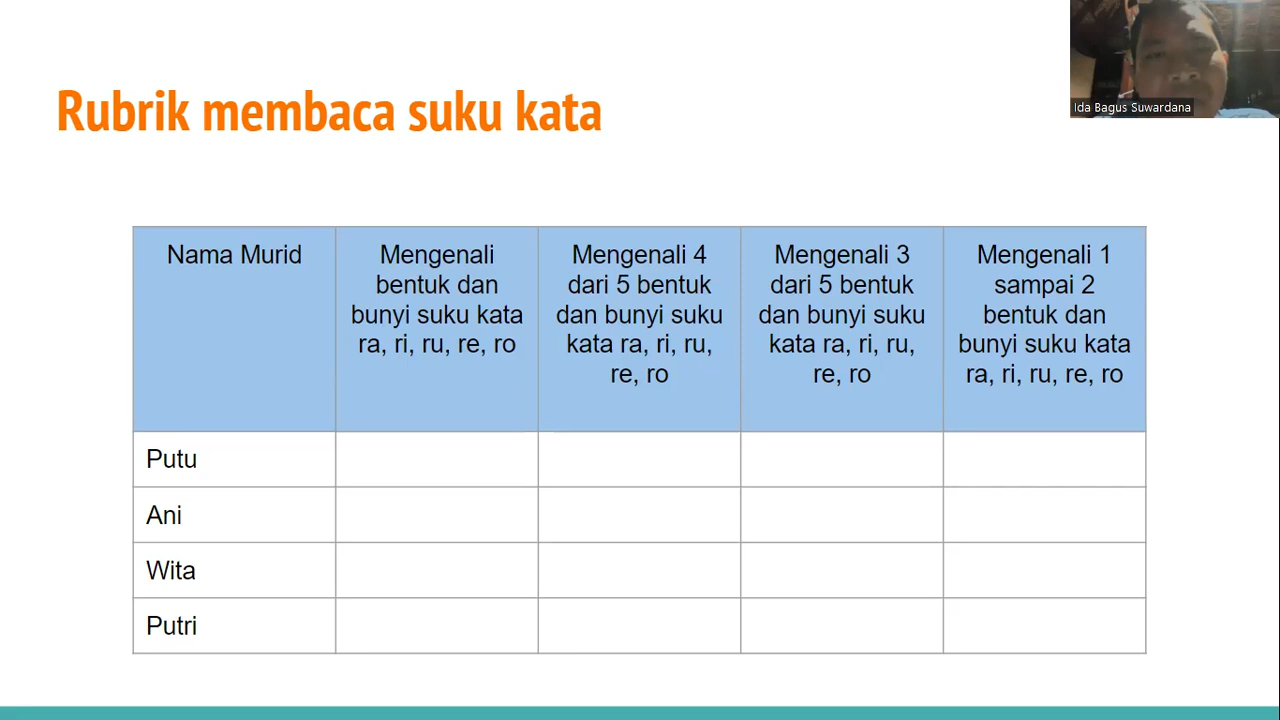 Ida Bagus Suwardana
Rubrik membaca suku kata
Nama Murid
Mengenali
bentuk dan
bunyi suku kata
ra, ri, ru, re, ro
Mengenali 4
dari 5 bentuk
dan bunyi suku
kata ra, ri, ru,
re, ro
Mengenali 3
dari 5 bentuk
dan bunyi suku
kata ra, ri, ru,
re, ro
Mengenali 1
sampai 2
bentuk dan
bunyi suku kata
ra, ri, ru, re, ro
Putu
Ani
Wita
Putri